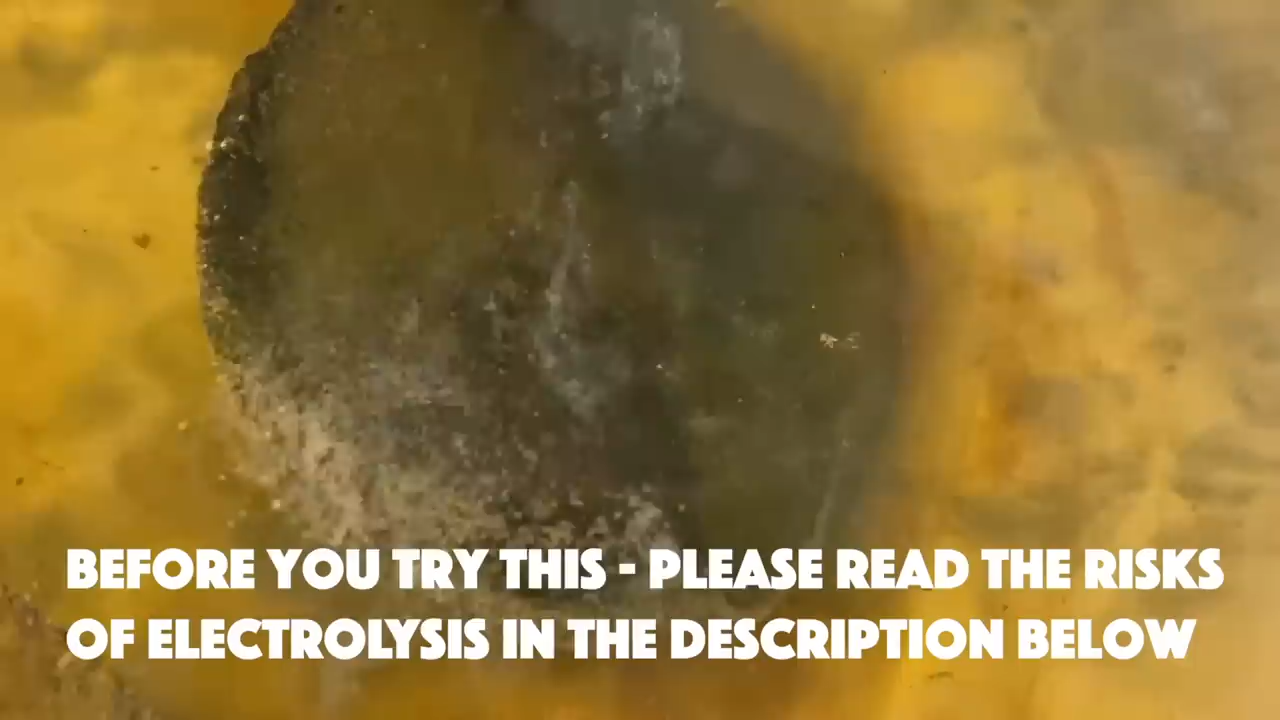 BEFORE YOU TRY THIS - PLEASE READ THE RISKS
OF ELECTROLYSIS IN THE DESCRIPTION BELOW